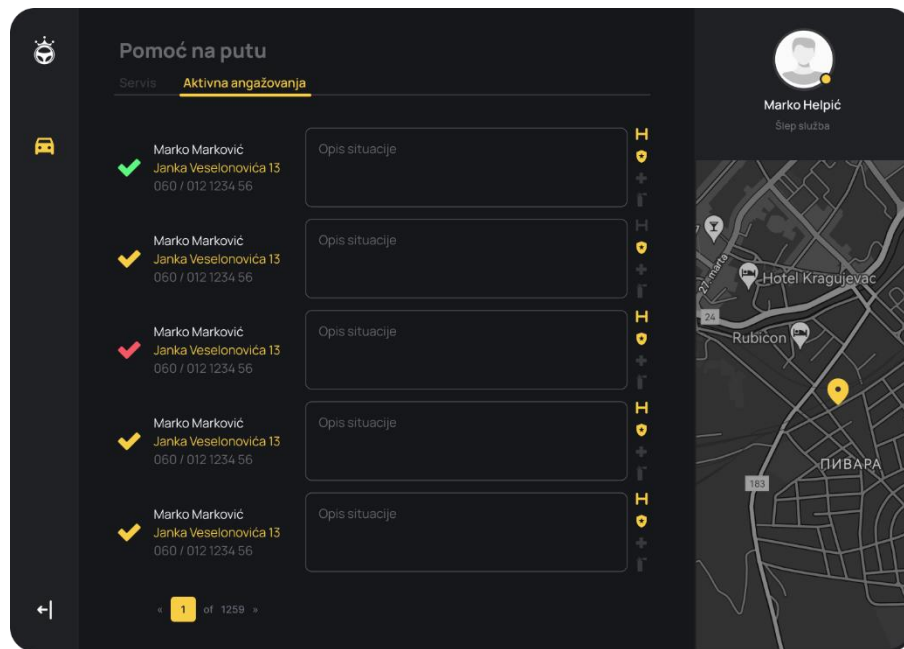 Pomoć na putu
Servis Aktivna angažovanja
Marko Marković
Janka Veselonovića 13
060 / 012 1234 56
Opis situacije
Marko Marković
Janka Veselonovića 13
060 / 012 1234 56
Opis situacije
Marko Marković
Janka Veselonovića 13
060 / 012 1234 56
Opis situacije
Marko Marković
Janka Veselonovića 13
060 / 012 1234 56
Opis situacije
Marko Marković
Janka Veselonovića 13
060 / 012 1234 56
Opis situacije
« 1 of 1259 »
Marko Helpić
Šlep služba
27. marta
Hotel Kragujevac
24
Rubicon
ПИВАРА
183